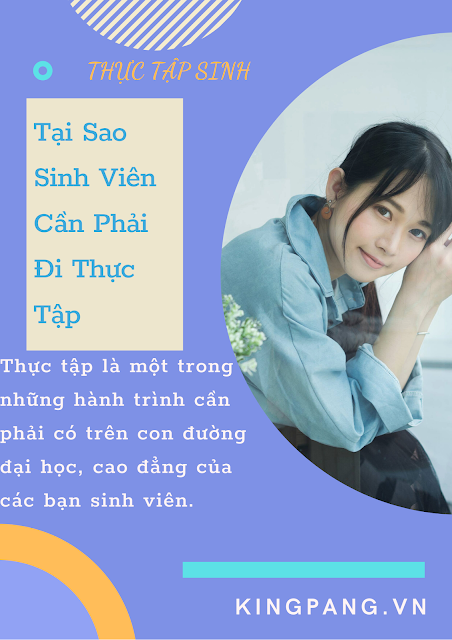 THỰC TẬP SINH
Tại Sao
Sinh Viên
Cần Phải
Đi Thực
Tập
Thực tập là một trong
những hành trình cần
phải có trên con đường
đại học, cao đẳng của
các bạn sinh viên.
KINGPANG.VN